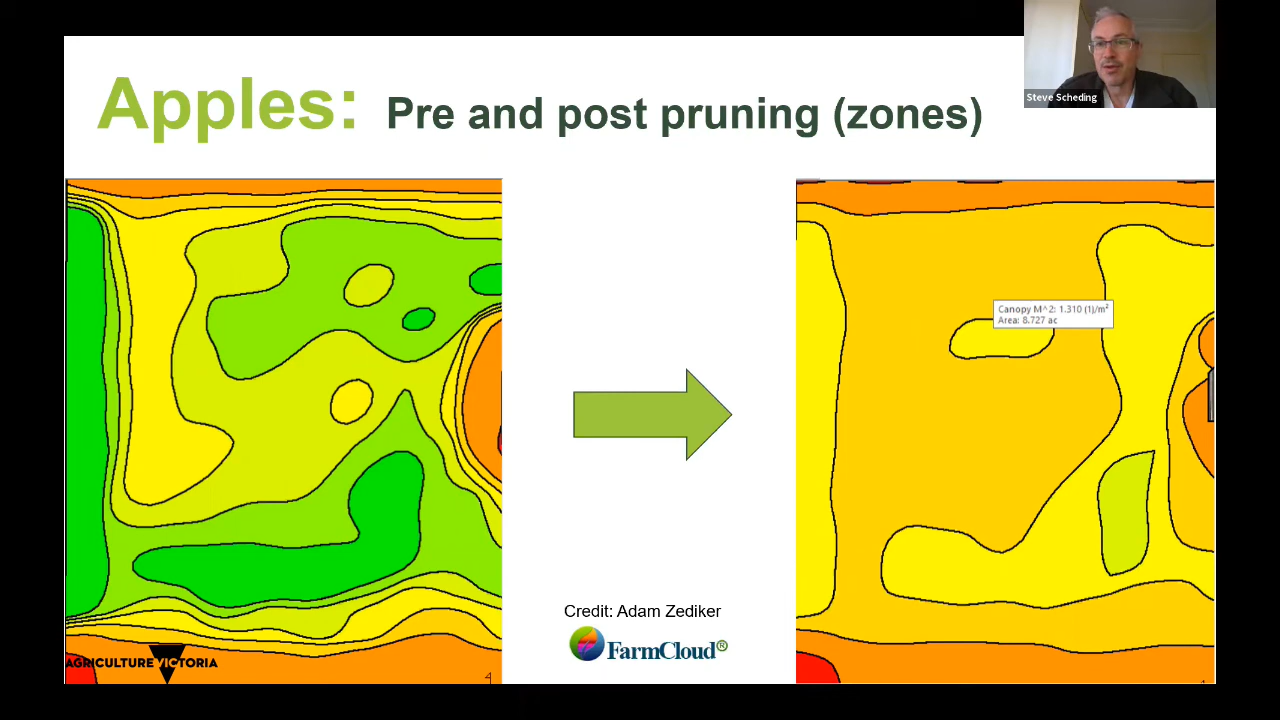 Steve Scheding
Apples: Pre and post pruning (zones)
Canopy M^2: 1.310 (1)/m²
Area: 8.727 ac
Credit: Adam Zediker
FarmCloud®
AGRICULTURE VICTORIA
4